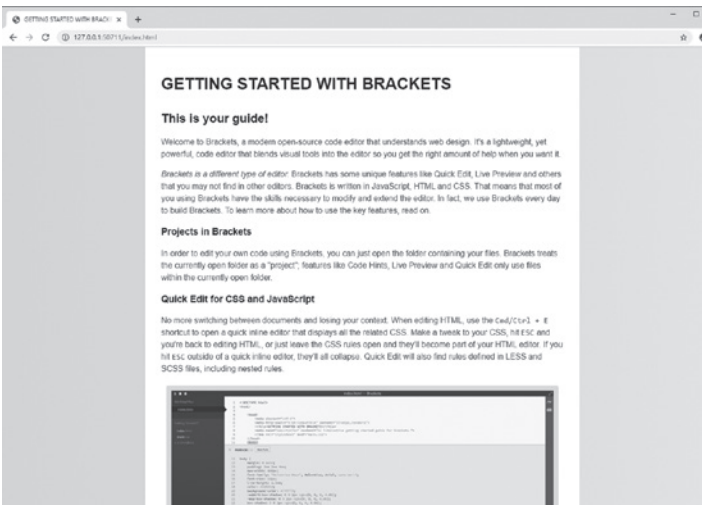 GETTING STARTED WITH BRACK
127.0.0.1:50711/index.html
GETTING STARTED WITH BRACKETS
This is your guide!
Welcome to Brackets, a modern open-source code editor that understands web design. It's a lightweight, yet
powerful, code editor that blends visual tools into the editor so you get the right amount of help when you want it.
Brackets is a different type of editor. Brackets has some unique features like Quick Edit, Live Preview and others
that you may not find in other editors. Brackets is written in JavaScript, HTML and CSS. That means that most of
you using Brackets have the skills necessary to modify and extend the editor. In fact, we use Brackets every day
to build Brackets. To learn more about how to use the key features, read on.
Projects in Brackets
In order to edit your own code using Brackets, you can just open the folder containing your files. Brackets treats
the currently open folder as a "project"; features like Code Hints, Live Preview and Quick Edit only use files
within the currently open folder.
Quick Edit for CSS and JavaScript
No more switching between documents and losing your context. When editing HTML, use the Cmd/Ctrl + E
shortcut to open a quick inline editor that displays all the related CSS. Make a tweak to your CSS, hit ESC and
you're back to editing HTML, or just leave the CSS rules open and they'll become part of your HTML editor. If you
hit ESC outside of a quick inline editor, they'll all collapse. Quick Edit will also find rules defined in LESS and
SCSS files, including nested rules.